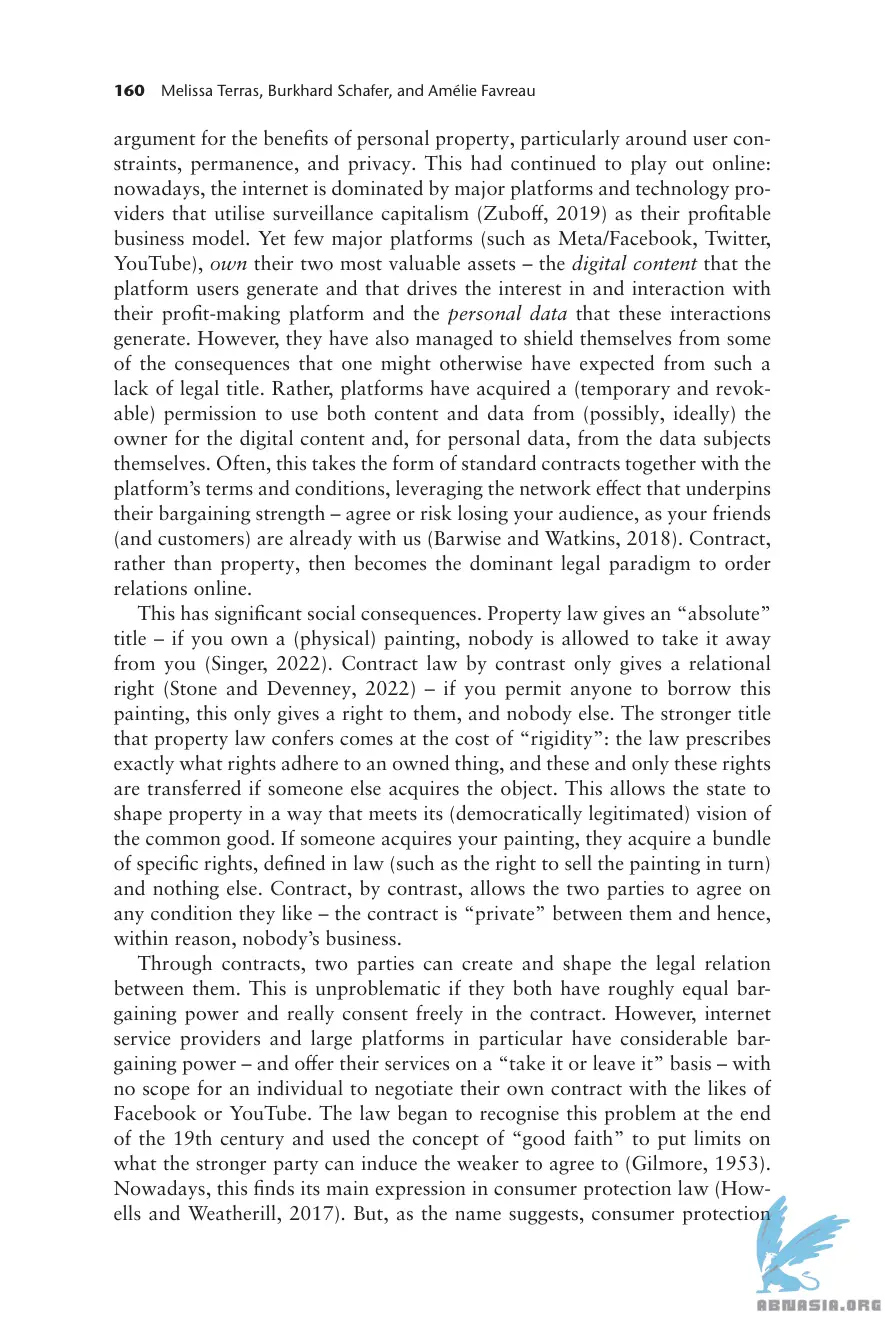 160 Melissa Terras, Burkhard Schafer, and Amélie Favreau
argument for the benefits of personal property, particularly around user con-
straints, permanence, and privacy. This had continued to play out online:
nowadays, the internet is dominated by major platforms and technology pro-
viders that utilise surveillance capitalism (Zuboff, 2019) as their profitable
business model. Yet few major platforms (such as Meta/Facebook, Twitter,
YouTube), own their two most valuable assets – the digital content that the
platform users generate and that drives the interest in and interaction with
their profit-making platform and the personal data that these interactions
generate. However, they have also managed to shield themselves from some
of the consequences that one might otherwise have expected from such a
lack of legal title. Rather, platforms have acquired a (temporary and revok-
able) permission to use both content and data from (possibly, ideally) the
owner for the digital content and, for personal data, from the data subjects
themselves. Often, this takes the form of standard contracts together with the
platform’s terms and conditions, leveraging the network effect that underpins
their bargaining strength – agree or risk losing your audience, as your friends
(and customers) are already with us (Barwise and Watkins, 2018). Contract,
rather than property, then becomes the dominant legal paradigm to order
relations online.
This has significant social consequences. Property law gives an “absolute”
title – if you own a (physical) painting, nobody is allowed to take it away
from you (Singer, 2022). Contract law by contrast only gives a relational
right (Stone and Devenney, 2022) – if you permit anyone to borrow this
painting, this only gives a right to them, and nobody else. The stronger title
that property law confers comes at the cost of “rigidity”: the law prescribes
exactly what rights adhere to an owned thing, and these and only these rights
are transferred if someone else acquires the object. This allows the state to
shape property in a way that meets its (democratically legitimated) vision of
the common good. If someone acquires your painting, they acquire a bundle
of specific rights, defined in law (such as the right to sell the painting in turn)
and nothing else. Contract, by contrast, allows the two parties to agree on
any condition they like – the contract is “private” between them and hence,
within reason, nobody’s business.
Through contracts, two parties can create and shape the legal relation
between them. This is unproblematic if they both have roughly equal bar-
gaining power and really consent freely in the contract. However, internet
service providers and large platforms in particular have considerable bar-
gaining power – and offer their services on a “take it or leave it” basis – with
no scope for an individual to negotiate their own contract with the likes of
Facebook or YouTube. The law began to recognise this problem at the end
of the 19th century and used the concept of “good faith” to put limits on
what the stronger party can induce the weaker to agree to (Gilmore, 1953).
Nowadays, this finds its main expression in consumer protection law (How-
ells and Weatherill, 2017). But, as the name suggests, consumer protection
ABNASIA.ORG